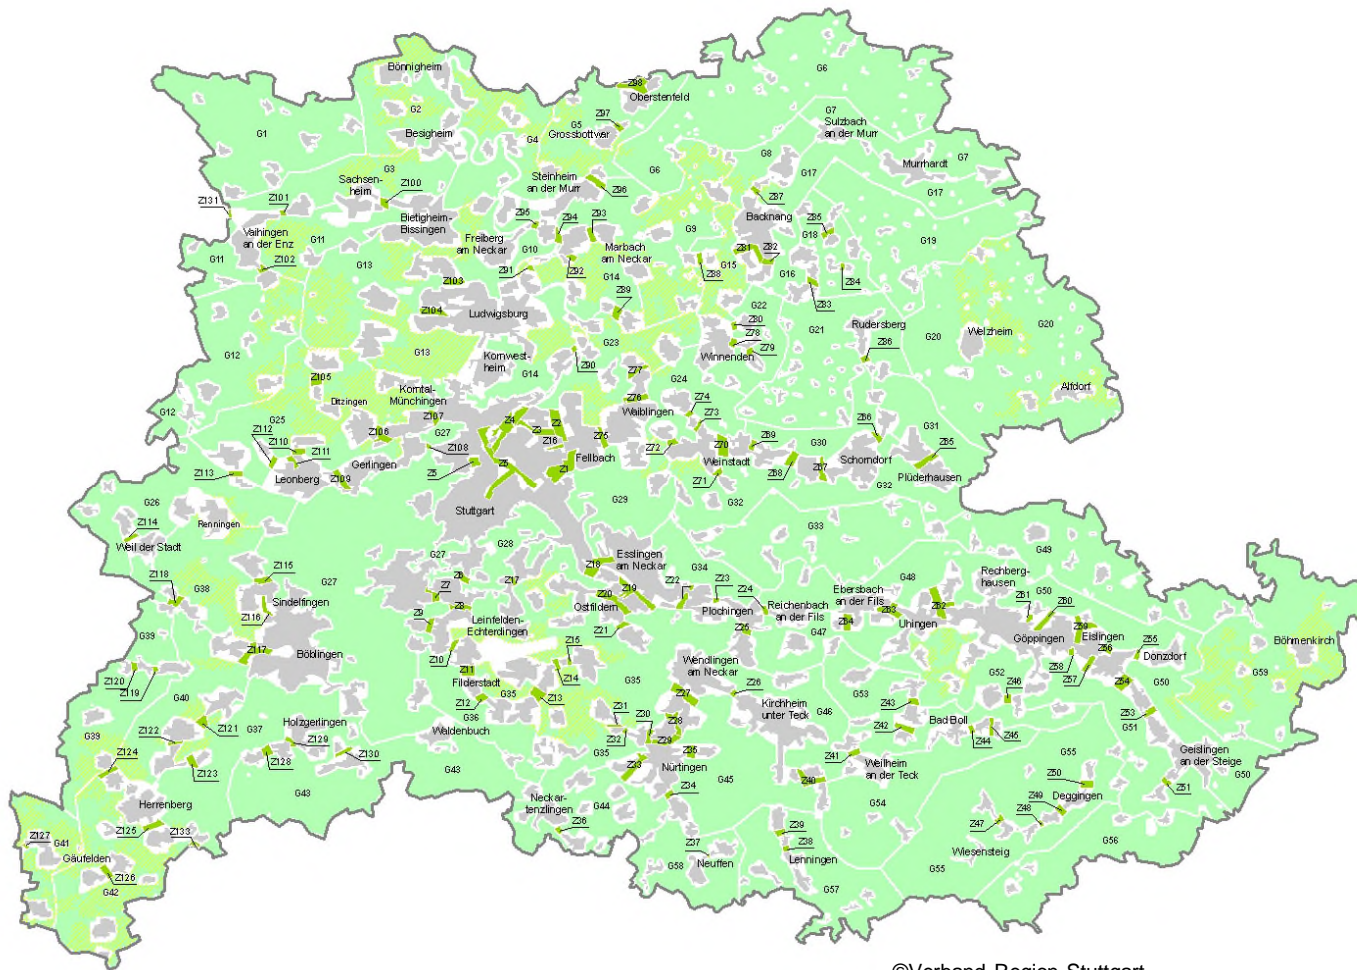 Bönnigheim
G6
Z98
Oberstenfeld
G2
G7
Z97
G5
Sulzbach
an der Murr
G1
Besigheim
G4
Grossbottwar
G8
Murrhardt
G7
G3
Steinheim
an der Murr
G6
G17
Sachsen-
heim
Z100
Z96
Z87
G17
Z131
Z101
Bietigheim-
Bissingen
Z95
Z94
Z93
Backnang
Z85
Vaihingen
an der Enz
G11
Freiberg
am Neckar
G10
Marbach
am Neckar
G9
G18
G19
G11
G13
Z81
Z82
Z102
Z91
Z92
Z88
G15
G16
Z84
Z103
G14
Z83
Z104
Ludwigsburg
Z89
G22
G21
Rudersberg
G20
Welzheim
G20
Z80
Z78
Z79
G12
G13
Kornwest-
heim
G23
Winnenden
Z86
Z90
G14
Z77
G24
Z105
Korntal-
Münchingen
Ditzingen
Alfdorf
G12
Z76
Waiblingen
Z74
Z73
G25
Z107
Z4
Z3
Z2
Z66
G31
Z112
Z106
G27
Z108
Z16
Z75
Z72
Z70
Z69
G30
Z65
Z110
Z111
Gerlingen
Z5
Z6
Z1
Fellbach
Weinstadt
Z68
Z67
Schorndorf
Plüderhausen
Z113
Leonberg
Z109
Z71
G32
G32
G26
Stuttgart
G29
Z114
Renningen
G33
Weil der Stadt
G28
Esslingen
am Neckar
G49
G27
Z18
G34
Rechberg-
hausen
Z118
Z115
G27
Z7
Z17
Z20
Z19
Z22
Z23
Z24
Ebersbach
an der Fils
G48
G38
Sindelfingen
Z8
Ostfildern
Plochingen
Reichenbach
an der Fils
Z63
Z62
Z61
G50
Z60
Z116
Z9
Leinfelden-
Echterdingen
Z21
Z25
Z64
Uhingen
Göppingen
Z59
Eislingen
G39
Böblingen
Z10
Z15
G47
Z56
Z55
Böhmenkirch
Z117
Wendlingen
am Neckar
Z58
Z57
Donzdorf
Z120
Z119
Z11
Filderstadt
Z14
G35
G52
Z54
G50
G59
G40
Z12
G35
Z13
Z27
Z26
Kirchheim
unter Teck
G53
Z43
Z46
Z53
G51
Z121
Holzgerlingen
G36
Z31
Z30
Z28
G46
Z42
Bad Boll
G39
Z122
G37
Z129
Waldenbuch
Z32
Z29
Z44
Z45
Geislingen
an der Steige
Z124
Z128
Z130
G35
Z35
Z41
Weilheim
an der Teck
G55
G50
Z123
G43
Z33
Nürtingen
Z40
Z50
Z51
G43
G45
Deggingen
Herrenberg
Neckar-
tenzlingen
G44
Z34
G54
Z49
Z48
Z127
Z125
Z133
Z36
Z39
Z47
G41
Gäufelden
Z37
Z38
Wiesensteig
G56
Z126
Neuffen
Lenningen
G42
G58
G55
G57
©Verband Region Stuttgart